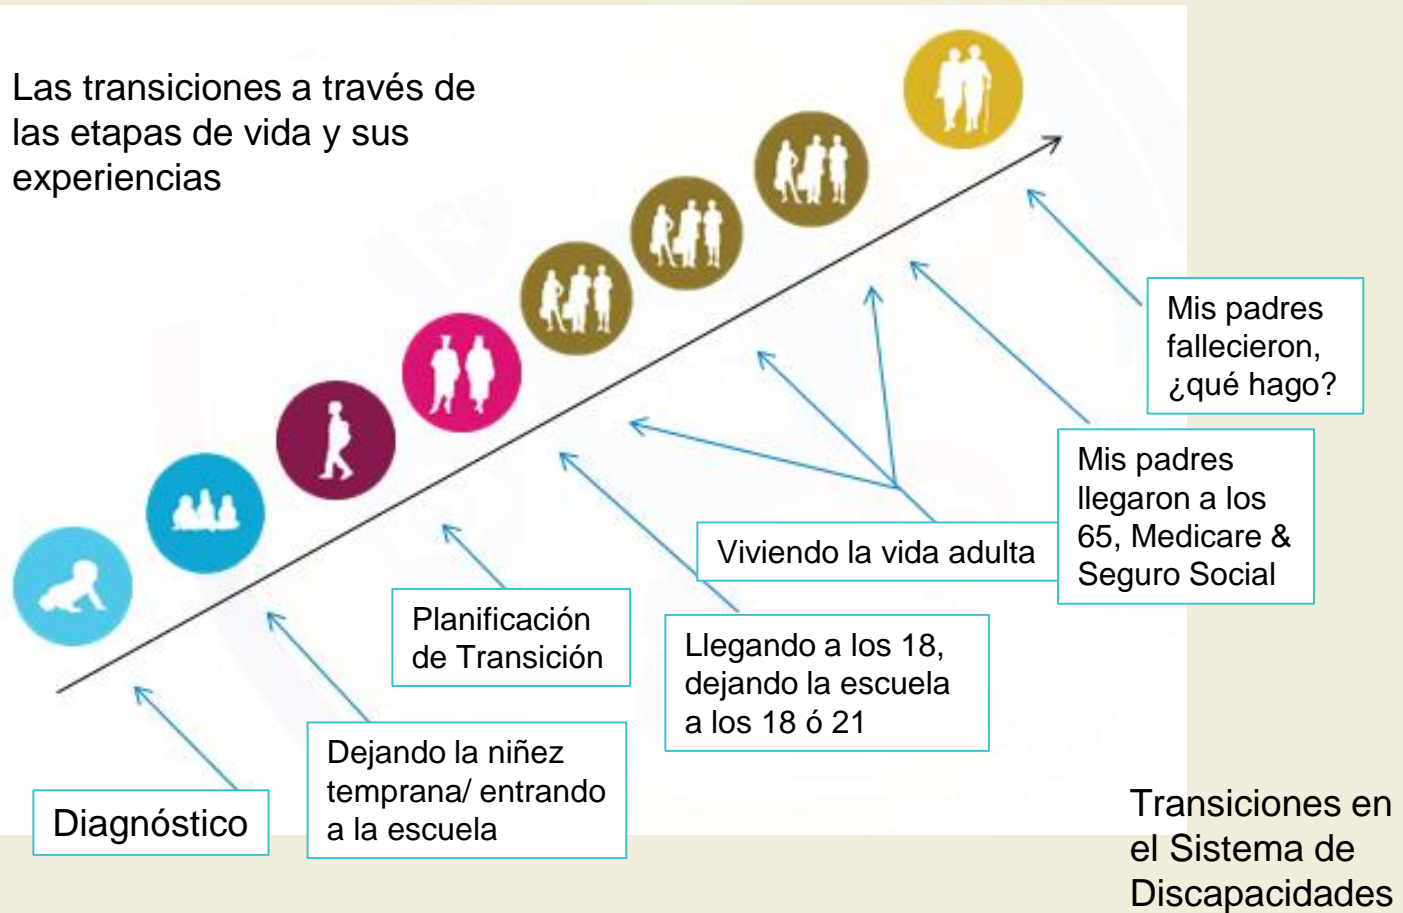 Las transiciones a través de
las etapas de vida y sus
experiencias
Mis padres
fallecieron,
¿qué hago?
Mis padres
llegaron a los
65, Medicare &
Seguro Social
Viviendo la vida adulta
Llegando a los 18,
dejando la escuela
a los 18 ó 21
Planificación
de Transición
Dejando la niñez
temprana/ entrando
a la escuela
Diagnóstico
Transiciones en
el Sistema de
Discapacidades